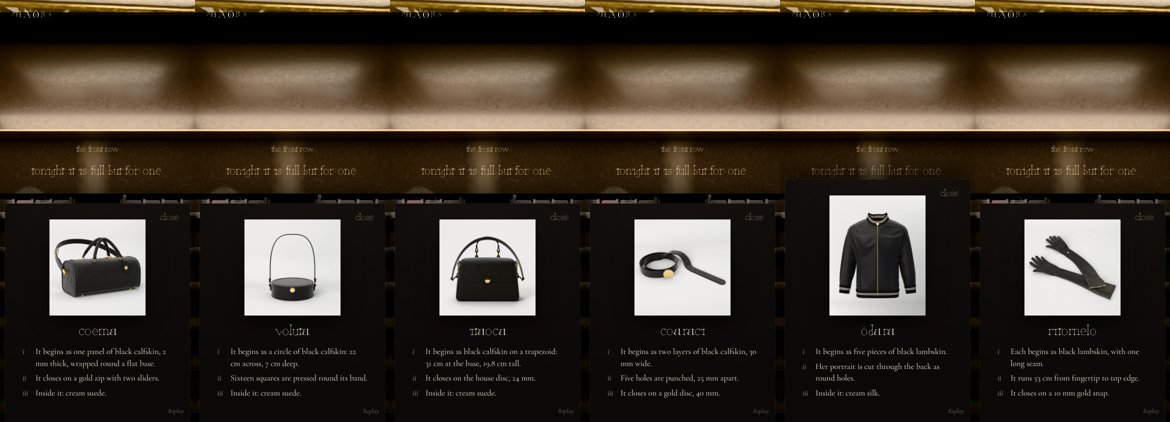 the front row
tonight it is full but for one
close
coema
i It begins as one panel of black calfskin, 2
mm thick, wrapped round a flat base.
ii It closes on a gold zip with two sliders.
iii Inside it: cream suede.
Replay
the front row
tonight it is full but for one
close
voluta
i It begins as a circle of black calfskin: 22
cm across, 7 cm deep.
ii Sixteen squares are pressed round its band.
iii Inside it: cream suede.
Replay
the front row
tonight it is full but for one
close
itaoca
i It begins as black calfskin on a trapezoid:
31 cm at the base, 19.8 cm tall.
ii It closes on the house disc, 24 mm.
iii Inside it: cream suede.
Replay
the front row
tonight it is full but for one
close
coaraci
i It begins as two layers of black calfskin, 30
mm wide.
ii Five holes are punched, 25 mm apart.
iii It closes on a gold disc, 40 mm.
Replay
the front row
tonight it is full but for one
close
ödara
i It begins as five pieces of black lambskin.
ii Her portrait is cut through the back as
round holes.
iii Inside it: cream silk.
Replay
the front row
tonight it is full but for one
close
ritornelo
i Each begins as black lambskin, with one
long seam.
ii It runs 53 cm from fingertip to top edge.
iii It closes on a 10 mm gold snap.
Replay